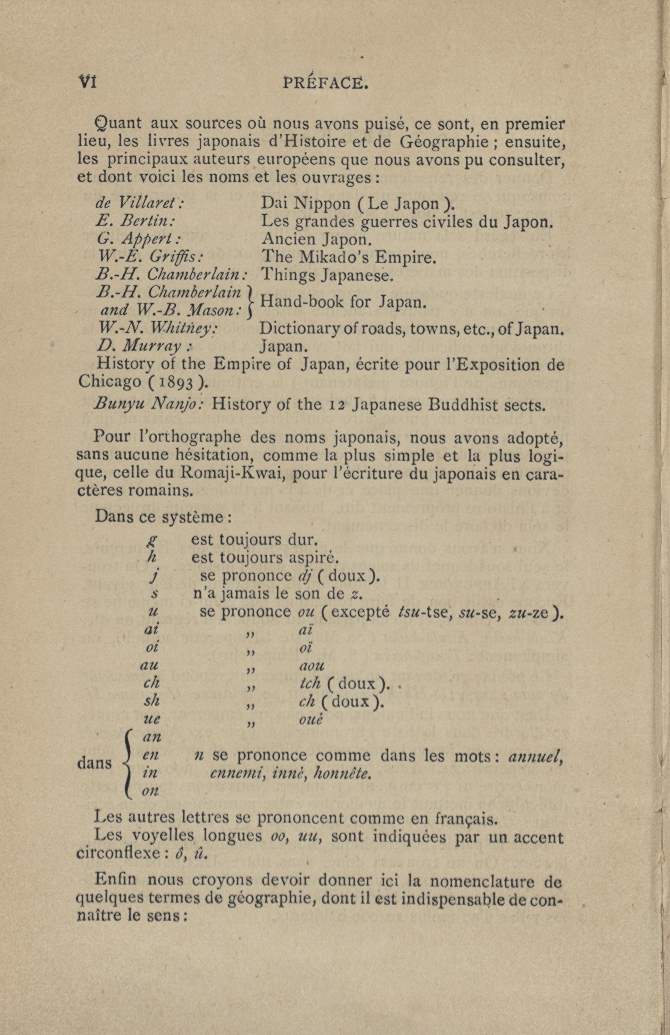 VI PRÉFACE.
Quant aux sources où nous avons puisé, ce sont, en premier
lieu, les livres japonais d'Histoire et de Géographie ; ensuite,
les principaux auteurs européens que nous avons pu consulter,
et dont voici les noms et les ouvrages :
de Villaret : Dai Nippon ( Le Japon ).
E. Bertin : Les grandes guerres civiles du Japon.
G. Appert : Ancien Japon.
W.-E. Griffis : The Mikado's Empire.
B.-H. Chamberlain : Things Japanese.
B.-H. Chamberlain } Hand-book for Japan.
and W.-B. Mason :
W.-N. Whitney : Dictionary of roads, towns, etc., of Japan.
D. Murray : Japan.
History of the Empire of Japan, écrite pour l'Exposition de
Chicago ( 1893 ).
Bunyu Nanjo : History of the 12 Japanese Buddhist sects.
Pour l'orthographe des noms japonais, nous avons adopté,
sans aucune hésitation, comme la plus simple et la plus logi-
que, celle du Romaji-Kwai, pour l'écriture du japonais en cara-
ctères romains.
Dans ce système :
g est toujours dur.
h est toujours aspiré.
j se prononce dj ( doux ).
s n'a jamais le son de z.
u se prononce ou ( excepté tsu-tse, su-se, zu-ze ).
ai „ aï
oi „ oï
au „ aou
ch „ tch ( doux ).
sh „ ch ( doux ).
ue „ oué
dans { an
en n se prononce comme dans les mots : annuel,
in ennemi, inné, honnête.
on
Les autres lettres se prononcent comme en français.
Les voyelles longues oo, uu, sont indiquées par un accent
circonflexe : ô, û.
Enfin nous croyons devoir donner ici la nomenclature de
quelques termes de géographie, dont il est indispensable de con-
naître le sens :